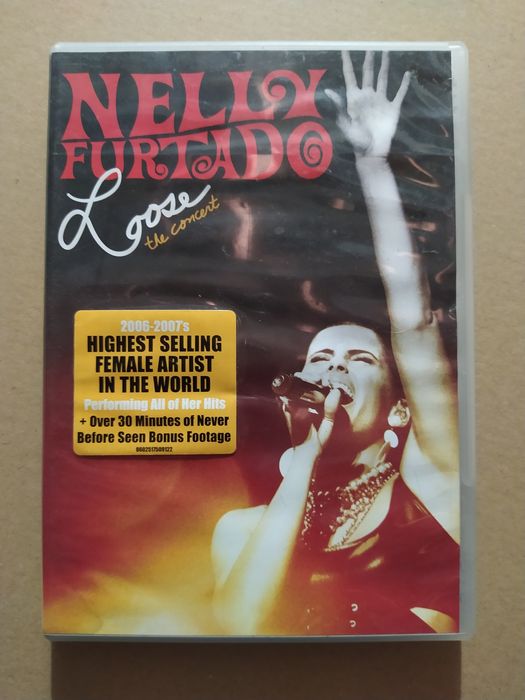 NELLY
FURTADO
Loose
the concert
2006-2007's
HIGHEST SELLING
FEMALE ARTIST
IN THE WORLD
Performing All of Her Hits
+ Over 30 Minutes of Never
Before Seen Bonus Footage
0602517509122